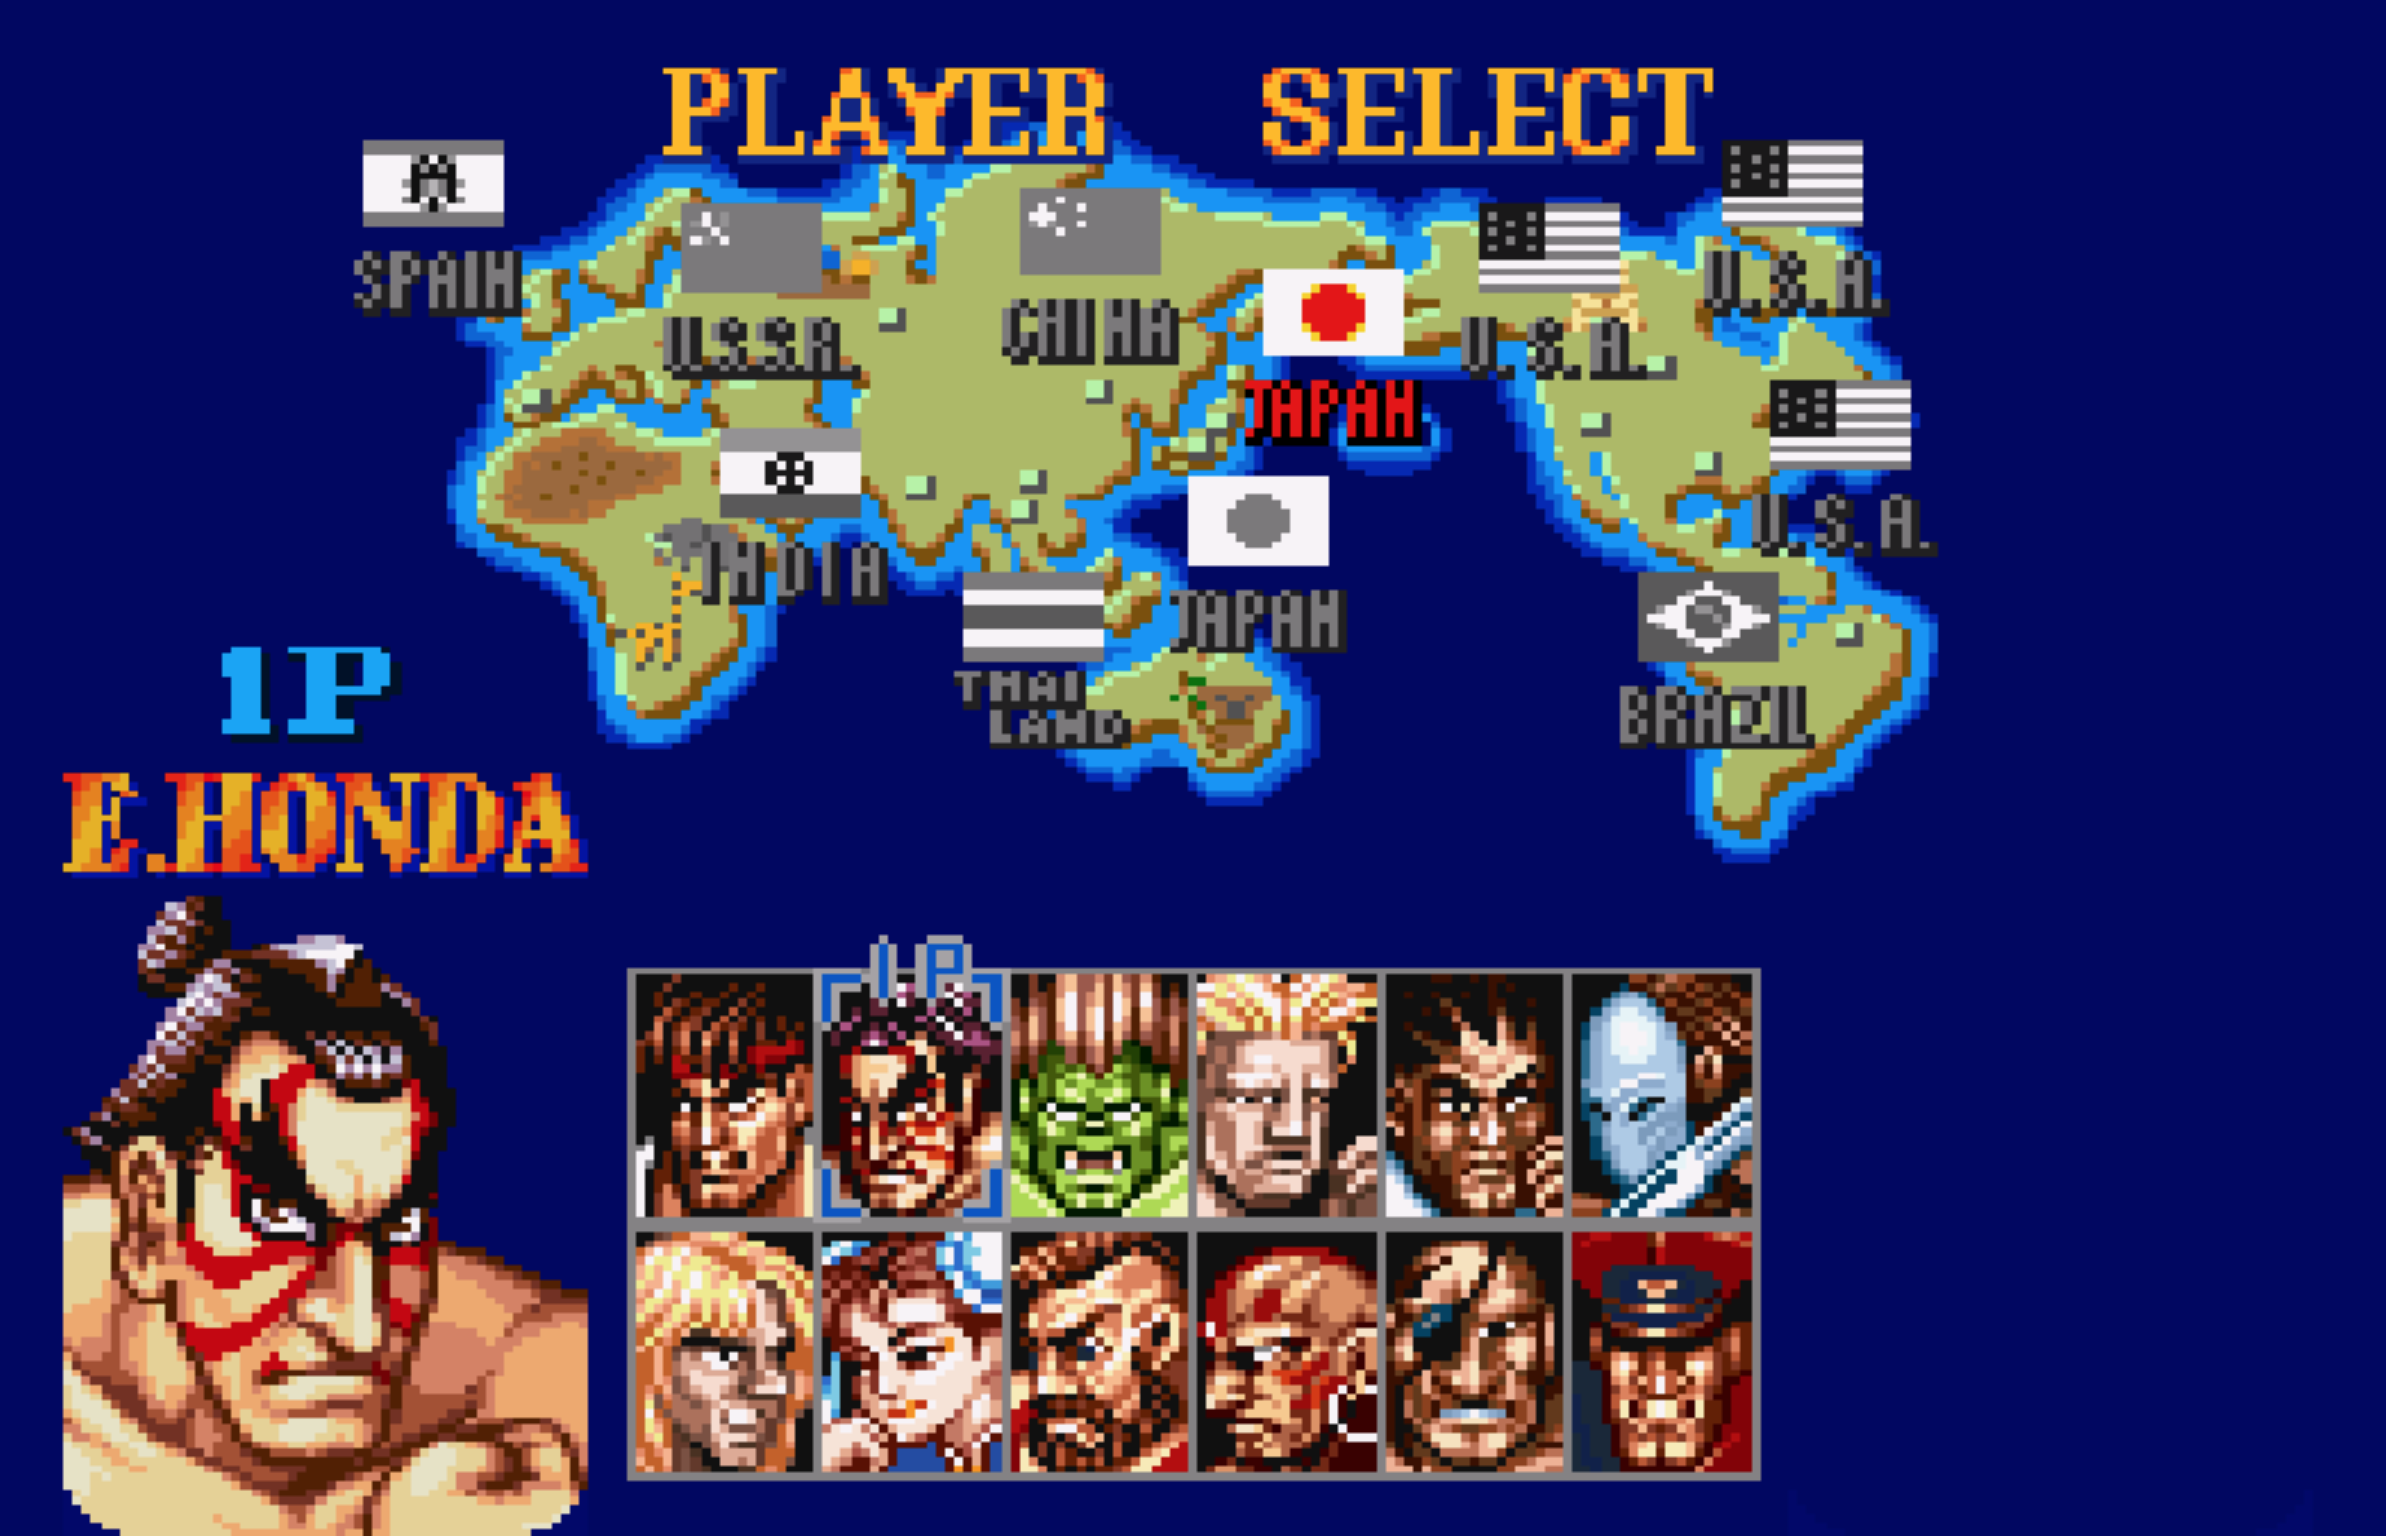 PLAYER SELECT
SPAIN
U.S.S.R.
CHINA
JAPAN
U.S.A.
U.S.A.
U.S.A.
INDIA
THAI
LAND
JAPAN
BRAZIL
1P
E.HONDA
1P